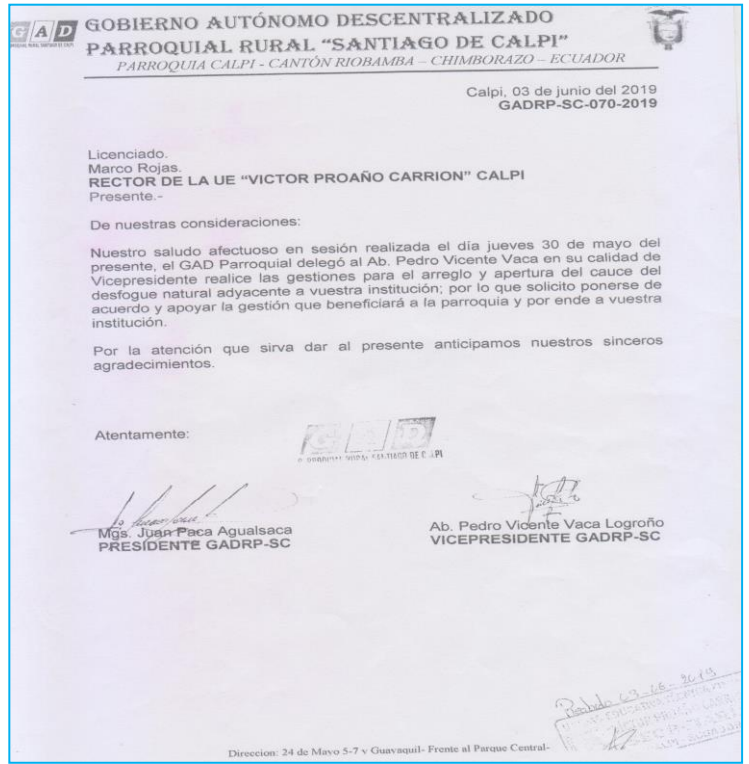 GAD
GOBIERNO AUTÓNOMO DESCENTRALIZADO
PARROQUIAL RURAL “SANTIAGO DE CALPI”
PARROQUIA CALPI - CANTÓN RIOBAMBA – CHIMBORAZO – ECUADOR
Calpi, 03 de junio del 2019
GADRP-SC-070-2019
Licenciado.
Marco Rojas.
RECTOR DE LA UE “VICTOR PROAÑO CARRION” CALPI
Presente.-
De nuestras consideraciones:
Nuestro saludo afectuoso en sesión realizada el día jueves 30 de mayo del
presente, el GAD Parroquial delegó al Ab. Pedro Vicente Vaca en su calidad de
Vicepresidente realice las gestiones para el arreglo y apertura del cauce del
desfogue natural adyacente a vuestra institución; por lo que solicito ponerse de
acuerdo y apoyar la gestión que beneficiará a la parroquia y por ende a vuestra
institución.
Por la atención que sirva dar al presente anticipamos nuestros sinceros
agradecimientos.
Atentamente:
GAD
RURAL SANTIAGO DE CALPI
Mgs. Juan Paca Agualsaca
PRESIDENTE GADRP-SC
Ab. Pedro Vicente Vaca Logroño
VICEPRESIDENTE GADRP-SC
Direccion: 24 de Mayo 5-7 y Guayaquil- Frente al Parque Central-